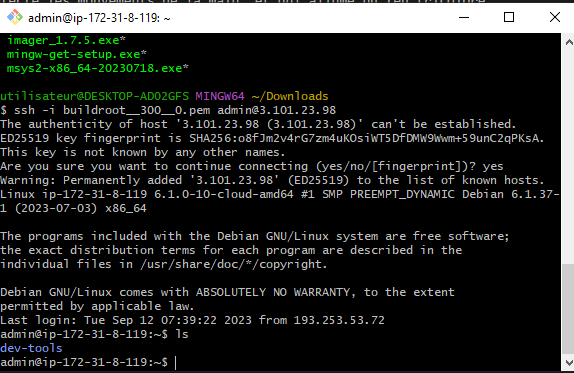 admin@ip-172-31-8-119: ~
imager_1.7.5.exe*
mingw-get-setup.exe*
msys2-x86_64-20230718.exe*
utilisateur@DESKTOP-ADO2GFS MINGW64 ~/Downloads
$ ssh -i buildroot__300__0.pem admin@3.101.23.98
The authenticity of host '3.101.23.98 (3.101.23.98)' can't be established.
ED25519 key fingerprint is SHA256:o8fJm2v4rG7zm4uKOsiWT5DfDMW9Wwm+59unC2qPKsA.
This key is not known by any other names.
Are you sure you want to continue connecting (yes/no/[fingerprint])? yes
Warning: Permanently added '3.101.23.98' (ED25519) to the list of known hosts.
Linux ip-172-31-8-119 6.1.0-10-cloud-amd64 #1 SMP PREEMPT_DYNAMIC Debian 6.1.37-
1 (2023-07-03) x86_64
The programs included with the Debian GNU/Linux system are free software;
the exact distribution terms for each program are described in the
individual files in /usr/share/doc/*/copyright.
Debian GNU/Linux comes with ABSOLUTELY NO WARRANTY, to the extent
permitted by applicable law.
Last login: Tue Sep 12 07:39:22 2023 from 193.253.53.72
admin@ip-172-31-8-119:~$ ls
dev-tools
admin@ip-172-31-8-119:~$